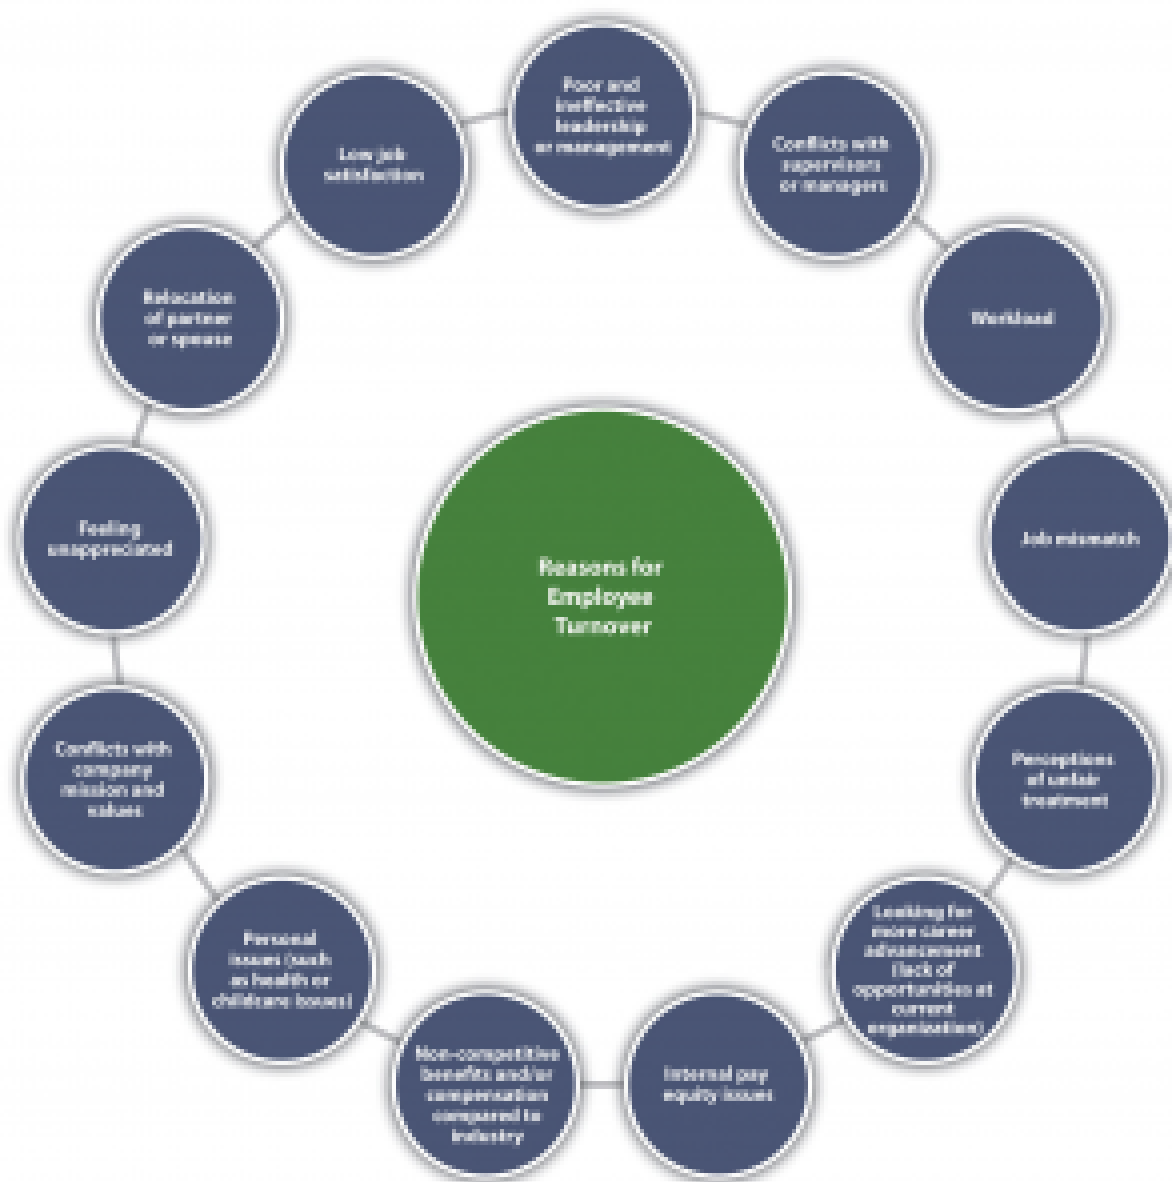 Poor and
ineffective
leadership
or management
Conflicts with
supervisors
or managers
Workload
Job mismatch
Perceptions
of unfair
treatment
Looking for
more career
advancement
(lack of
opportunities at
current
organization)
Internal pay
equity issues
Non-competitive
benefits and/or
compensation
compared to
industry
Personal
issues (such
as health or
childcare issues)
Conflicts with
company
mission and
values
Feeling
unappreciated
Relocation
of partner
or spouse
Low job
satisfaction
Reasons for
Employee
Turnover